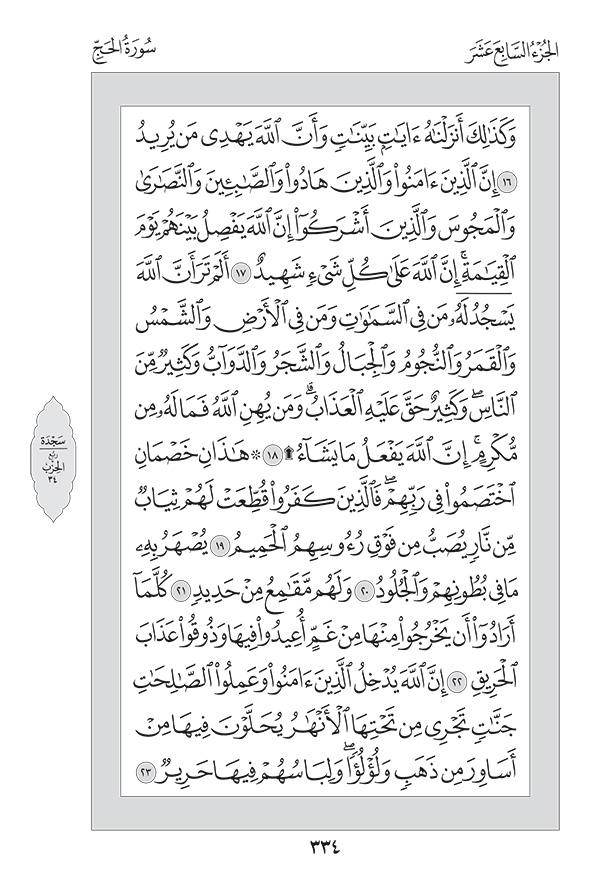 الجُزْءُ السَّابِعَ عَشَرَ
سُورَةُ الحَجِّ
وَكَذَٰلِكَ أَنزَلْنَٰهُ ءَايَٰتِۭ بَيِّنَٰتٖ وَأَنَّ ٱللَّهَ يَهْدِي مَن يُرِيدُ
١٦ إِنَّ ٱلَّذِينَ ءَامَنُواْ وَٱلَّذِينَ هَادُواْ وَٱلصَّٰبِـِٔينَ وَٱلنَّصَٰرَىٰ
وَٱلْمَجُوسَ وَٱلَّذِينَ أَشْرَكُوٓاْ إِنَّ ٱللَّهَ يَفْصِلُ بَيْنَهُمْ يَوْمَ
ٱلْقِيَٰمَةِۚ إِنَّ ٱللَّهَ عَلَىٰ كُلِّ شَيْءٖ شَهِيدٌ ١٧ أَلَمْ تَرَ أَنَّ ٱللَّهَ
يَسْجُدُ لَهُۥ مَن فِي ٱلسَّمَٰوَٰتِ وَمَن فِي ٱلْأَرْضِ وَٱلشَّمْسُ
وَٱلْقَمَرُ وَٱلنُّجُومُ وَٱلْجِبَالُ وَٱلشَّجَرُ وَٱلدَّوَآبُّ وَكَثِيرٞ مِّنَ
ٱلنَّاسِۖ وَكَثِيرٌ حَقَّ عَلَيْهِ ٱلْعَذَابُۗ وَمَن يُهِنِ ٱللَّهُ فَمَا لَهُۥ مِن
مُّكْرِمٍۚ إِنَّ ٱللَّهَ يَفْعَلُ مَا يَشَآءُ ۩ ١٨ ۞ هَٰذَانِ خَصْمَانِ
ٱخْتَصَمُواْ فِي رَبِّهِمْۖ فَٱلَّذِينَ كَفَرُواْ قُطِّعَتْ لَهُمْ ثِيَابٞ
مِّن نَّارٖ يُصَبُّ مِن فَوْقِ رُءُوسِهِمُ ٱلْحَمِيمُ ١٩ يُصْهَرُ بِهِۦ
مَا فِي بُطُونِهِمْ وَٱلْجُلُودُ ٢٠ وَلَهُم مَّقَٰمِعُ مِنْ حَدِيدٖ ٢١ كُلَّمَآ
أَرَادُوٓاْ أَن يَخْرُجُواْ مِنْهَا مِنْ غَمٍّ أُعِيدُواْ فِيهَا وَذُوقُواْ عَذَابَ
ٱلْحَرِيقِ ٢٢ إِنَّ ٱللَّهَ يُدْخِلُ ٱلَّذِينَ ءَامَنُواْ وَعَمِلُواْ ٱلصَّٰلِحَٰتِ
جَنَّٰتٖ تَجْرِي مِن تَحْتِهَا ٱلْأَنْهَٰرُ يُحَلَّوْنَ فِيهَا مِنْ
أَسَاوِرَ مِن ذَهَبٖ وَلُؤْلُؤٗاۖ وَلِبَاسُهُمْ فِيهَا حَرِيرٞ ٢٣
سَجْدَة
رُبع
الحِزْب
٣٤
٣٣٤